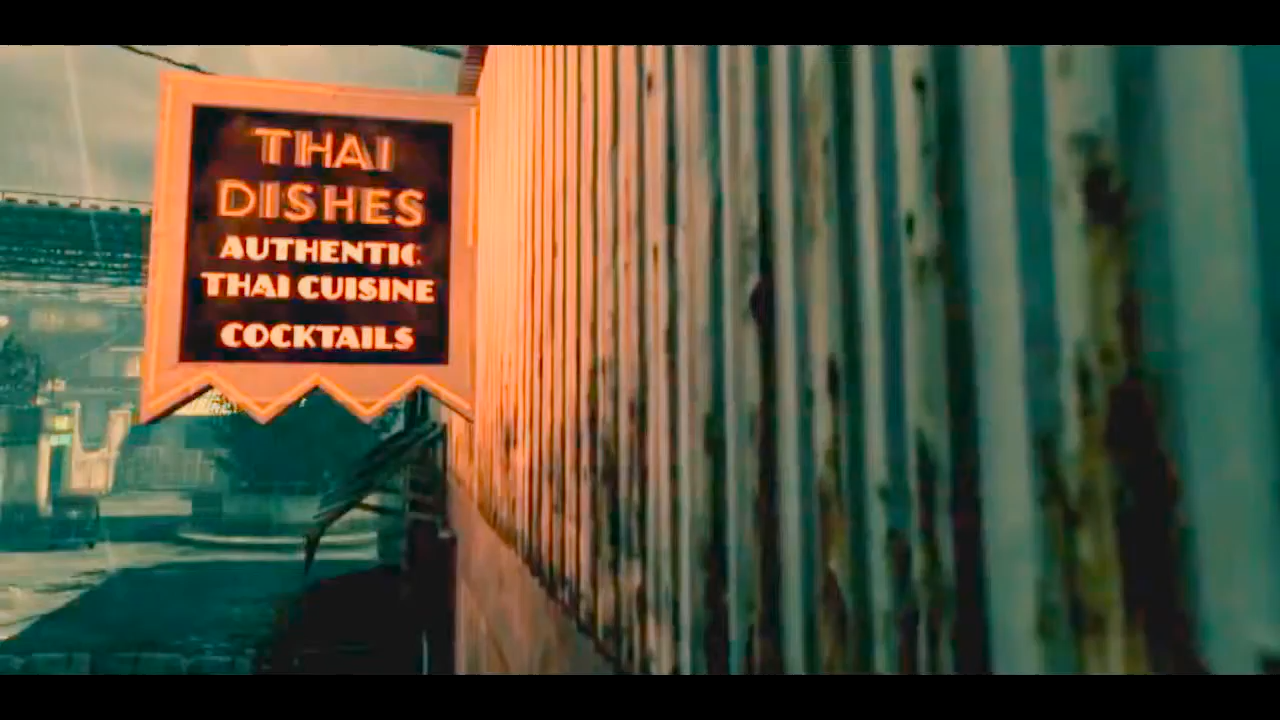 THAI
DISHES
AUTHENTIC
THAI CUISINE
COCKTAILS